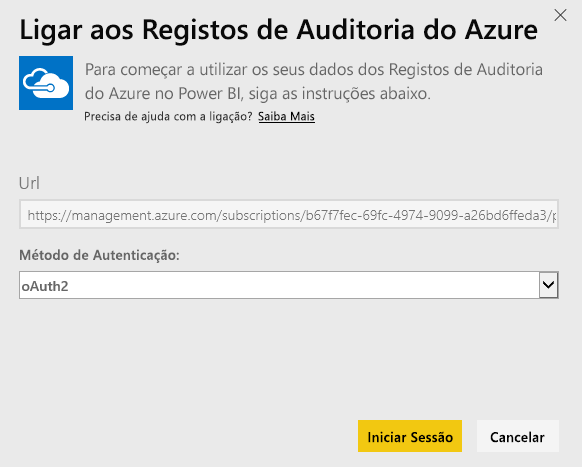 Ligar aos Registos de Auditoria do Azure
Para começar a utilizar os seus dados dos Registos de Auditoria
do Azure no Power BI, siga as instruções abaixo.
Precisa de ajuda com a ligação? Saiba Mais
Url
https://management.azure.com/subscriptions/b67f7fec-69fc-4974-9099-a26bd6ffeda3/p
Método de Autenticação:
oAuth2
Iniciar Sessão Cancelar